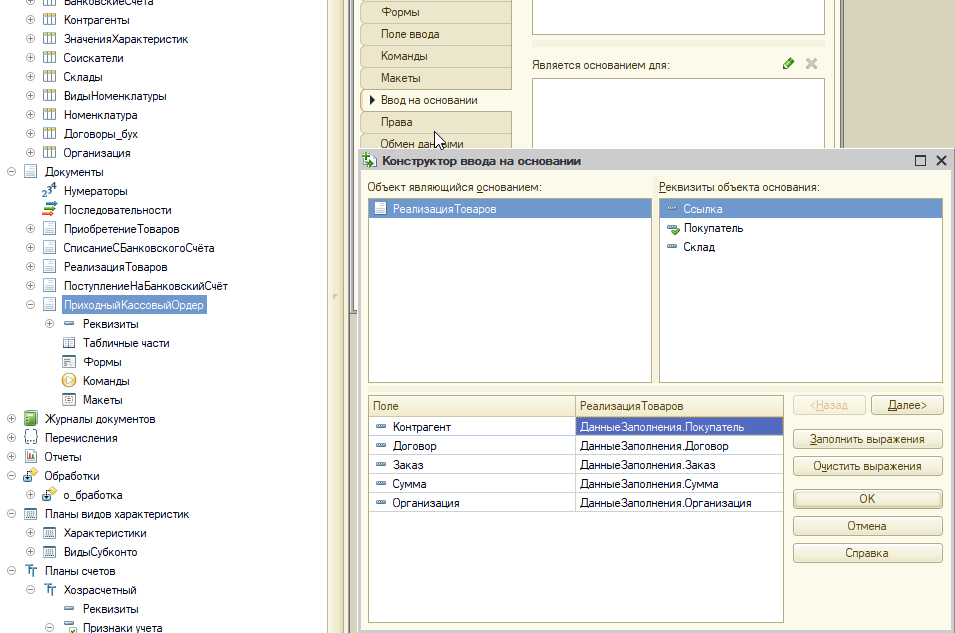 БанковскиеСчета
Контрагенты
ЗначенияХарактеристик
Соискатели
Склады
ВидыНоменклатуры
Номенклатура
Договоры_бух
Организация
Документы
Нумераторы
Последовательности
ПриобретениеТоваров
СписаниеСБанковскогоСчёта
РеализацияТоваров
ПоступлениеНаБанковскийСчёт
ПриходныйКассовыйОрдер
Реквизиты
Табличные части
Формы
Команды
Макеты
Журналы документов
Перечисления
Отчеты
Обработки
о_бработка
Планы видов характеристик
Характеристики
ВидыСубконто
Планы счетов
Хозрасчетный
Реквизиты
Признаки учета
Формы
Поле ввода
Команды
Макеты
Ввод на основании
Права
Обмен данными
Является основанием для:
Конструктор ввода на основании
Объект являющийся основанием:
РеализацияТоваров
Реквизиты объекта основания:
Ссылка
Покупатель
Склад
Поле РеализацияТоваров
Контрагент ДанныеЗаполнения.Покупатель
Договор ДанныеЗаполнения.Договор
Заказ ДанныеЗаполнения.Заказ
Сумма ДанныеЗаполнения.Сумма
Организация ДанныеЗаполнения.Организация
<Назад Далее>
Заполнить выражения
Очистить выражения
ОК
Отмена
Справка